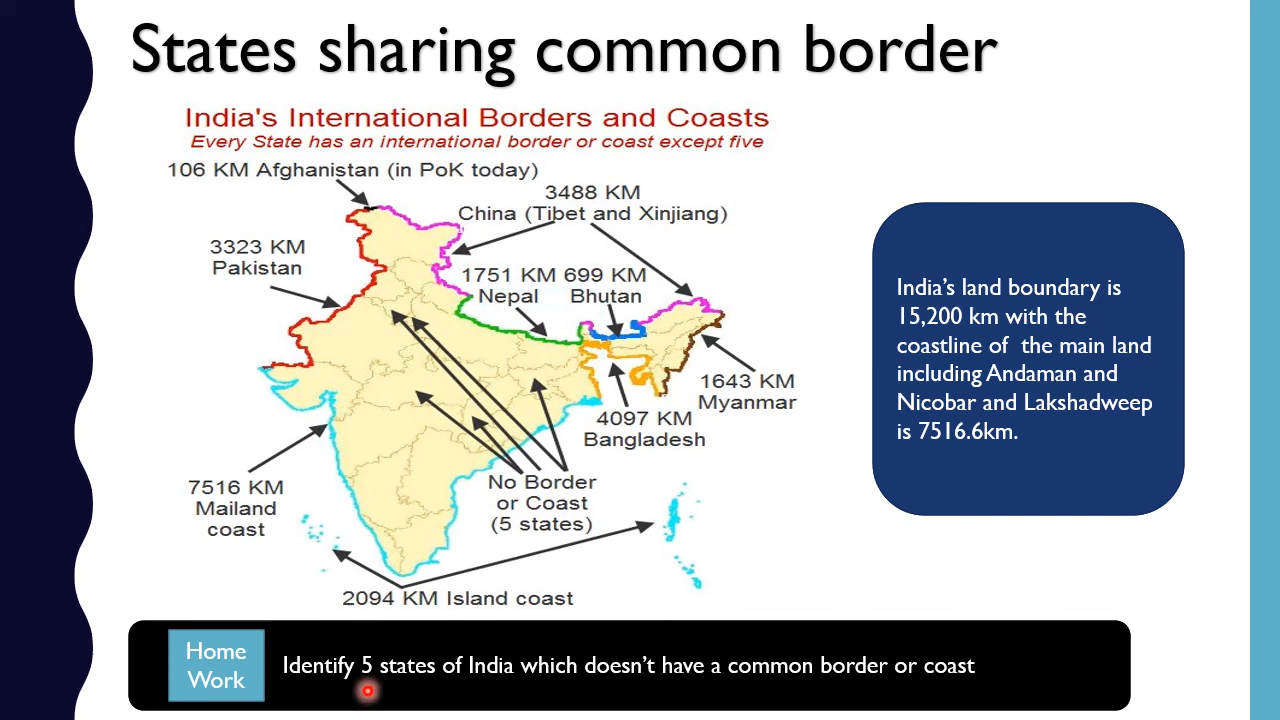 States sharing common border
India's International Borders and Coasts
Every State has an international border or coast except five
106 KM Afghanistan (in PoK today)
3488 KM
China (Tibet and Xinjiang)
3323 KM
Pakistan
1751 KM
Nepal
699 KM
Bhutan
1643 KM
Myanmar
4097 KM
Bangladesh
7516 KM
Mailand
coast
No Border
or Coast
(5 states)
2094 KM Island coast
India's land boundary is
15,200 km with the
coastline of the main land
including Andaman and
Nicobar and Lakshadweep
is 7516.6km.
Home
Work
Identify 5 states of India which doesn't have a common border or coast